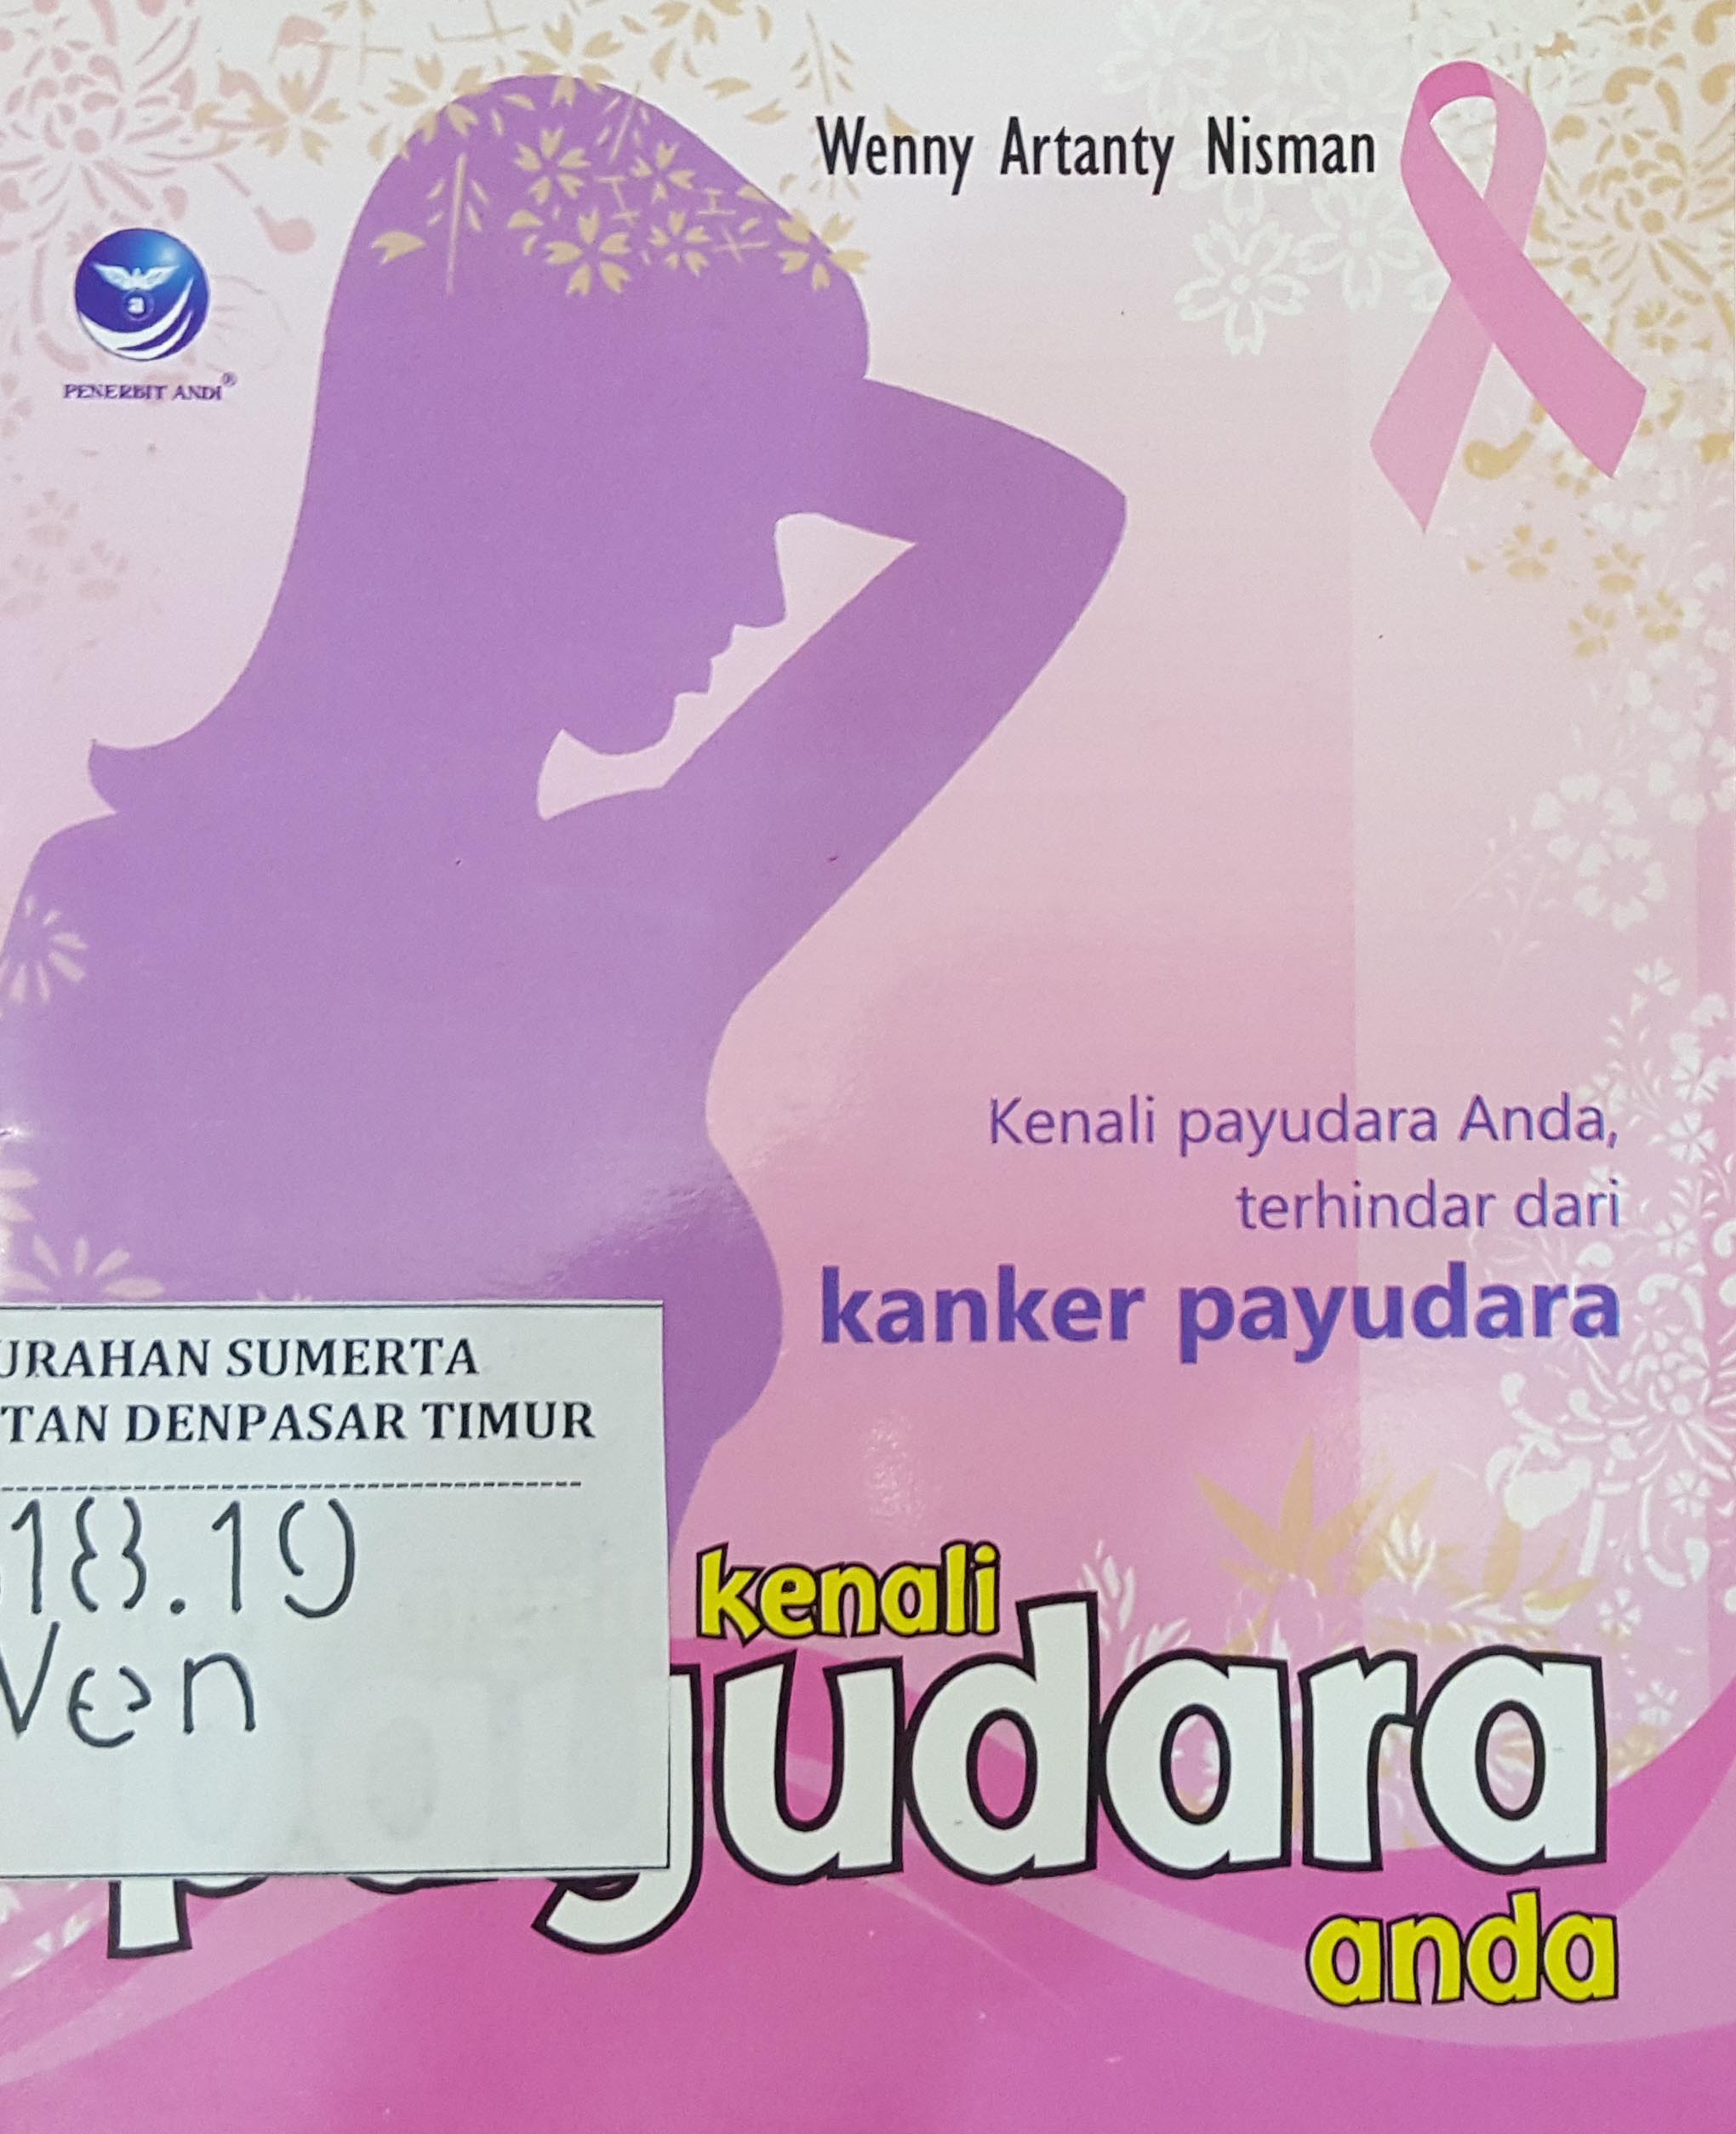 Wenny Artanty Nisman
a
PENERBIT ANDI®
Kenali payudara Anda,
terhindar dari
kanker payudara
URAHAN SUMERTA
TAN DENPASAR TIMUR
18.19
Wen
kenali
payudara
anda